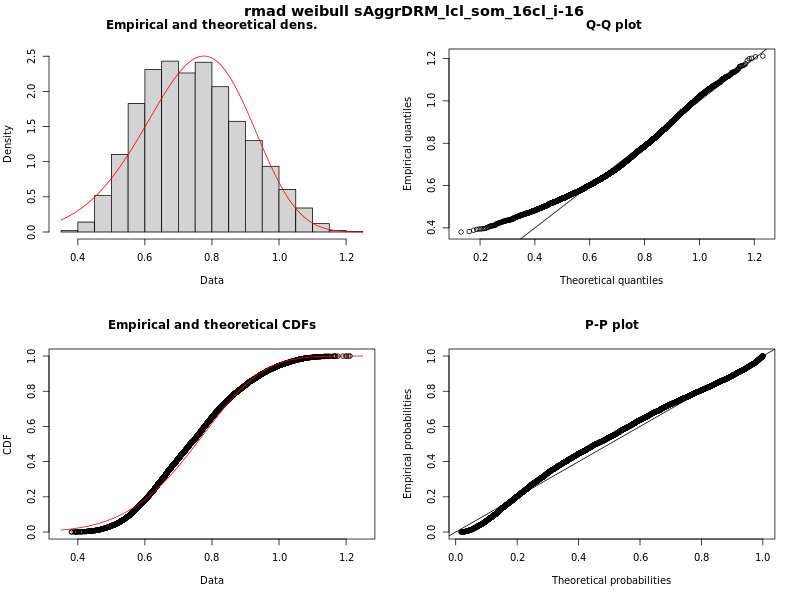 rmad weibull sAggrDRM_lcl_som_16cl_i-16
Empirical and theoretical dens.
Density
0.0 0.5 1.0 1.5 2.0 2.5
0.4 0.6 0.8 1.0 1.2
Data
Q-Q plot
Empirical quantiles
0.4 0.6 0.8 1.0 1.2
0.2 0.4 0.6 0.8 1.0 1.2
Theoretical quantiles
Empirical and theoretical CDFs
CDF
0.0 0.2 0.4 0.6 0.8 1.0
0.4 0.6 0.8 1.0 1.2
Data
P-P plot
Empirical probabilities
0.0 0.2 0.4 0.6 0.8 1.0
0.0 0.2 0.4 0.6 0.8 1.0
Theoretical probabilities